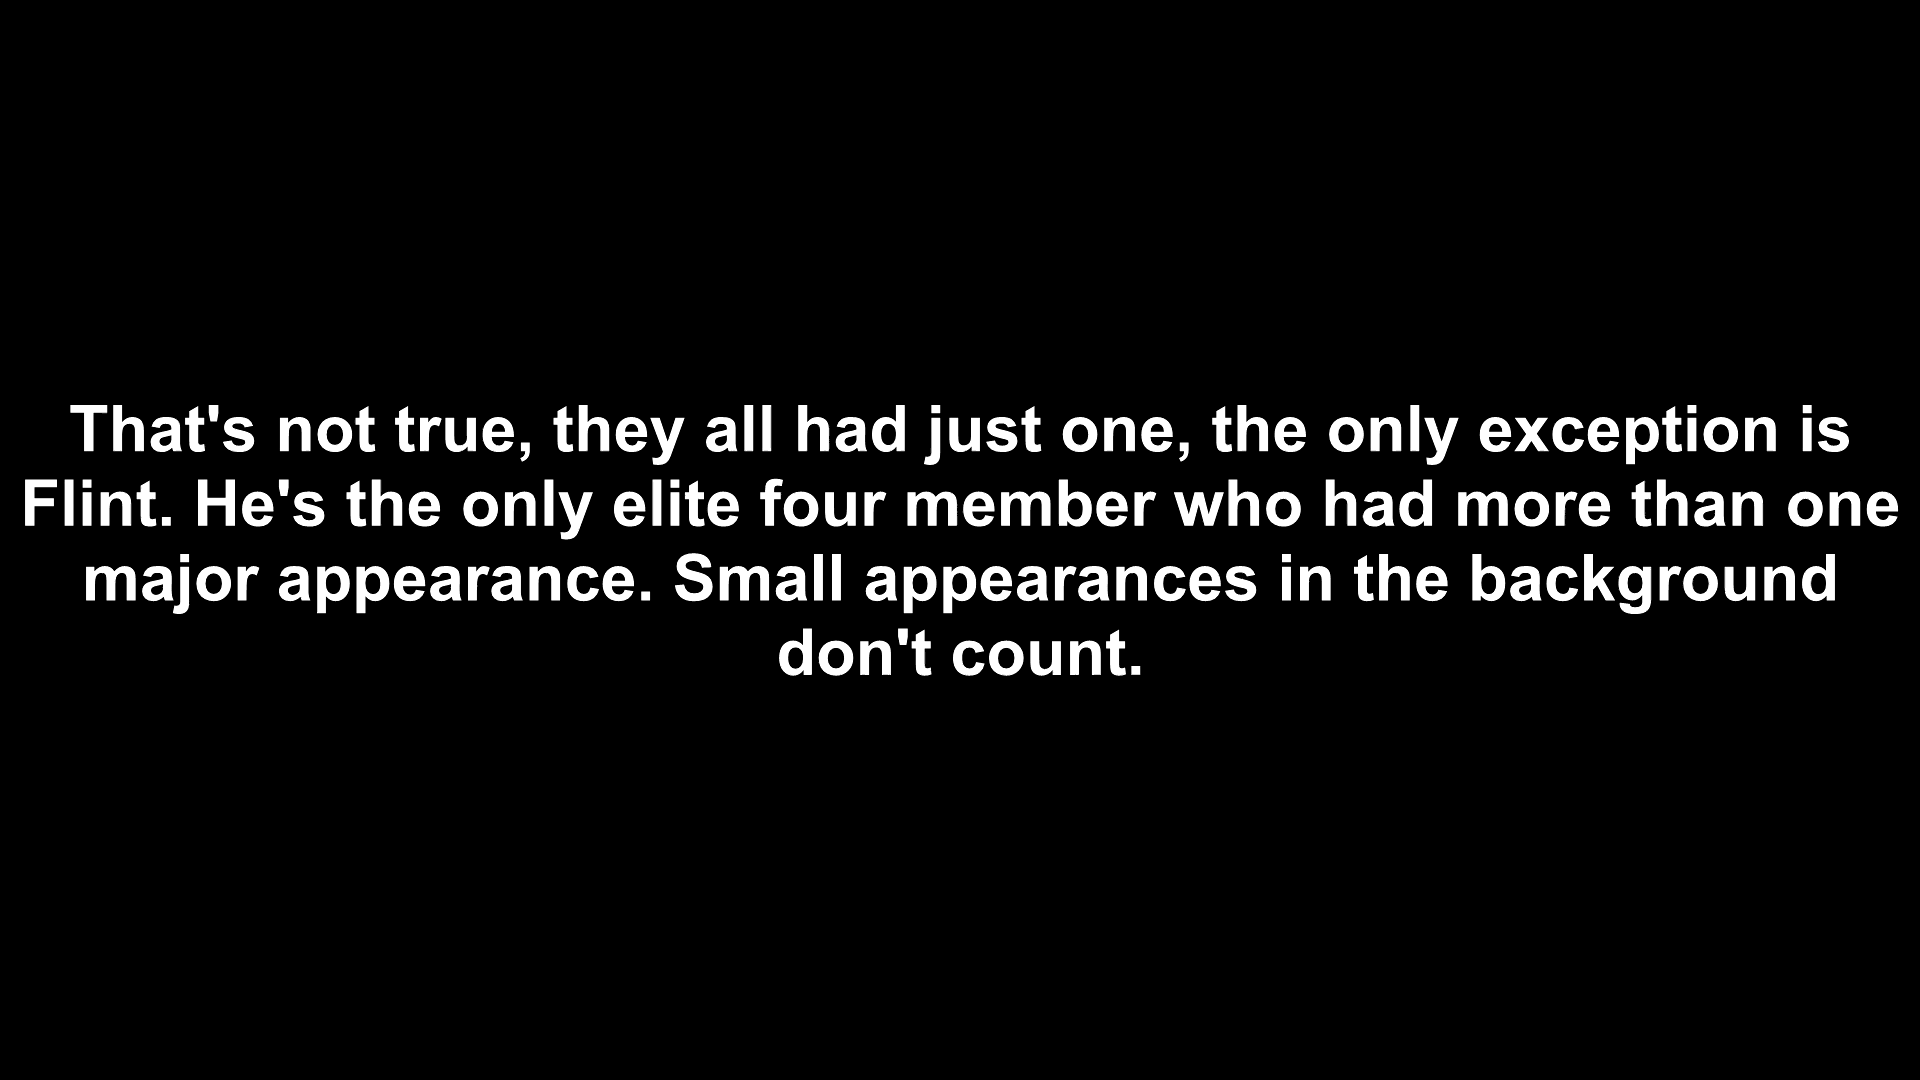 That's not true, they all had just one, the only exception is
Flint. He's the only elite four member who had more than one
major appearance. Small appearances in the background
don't count.